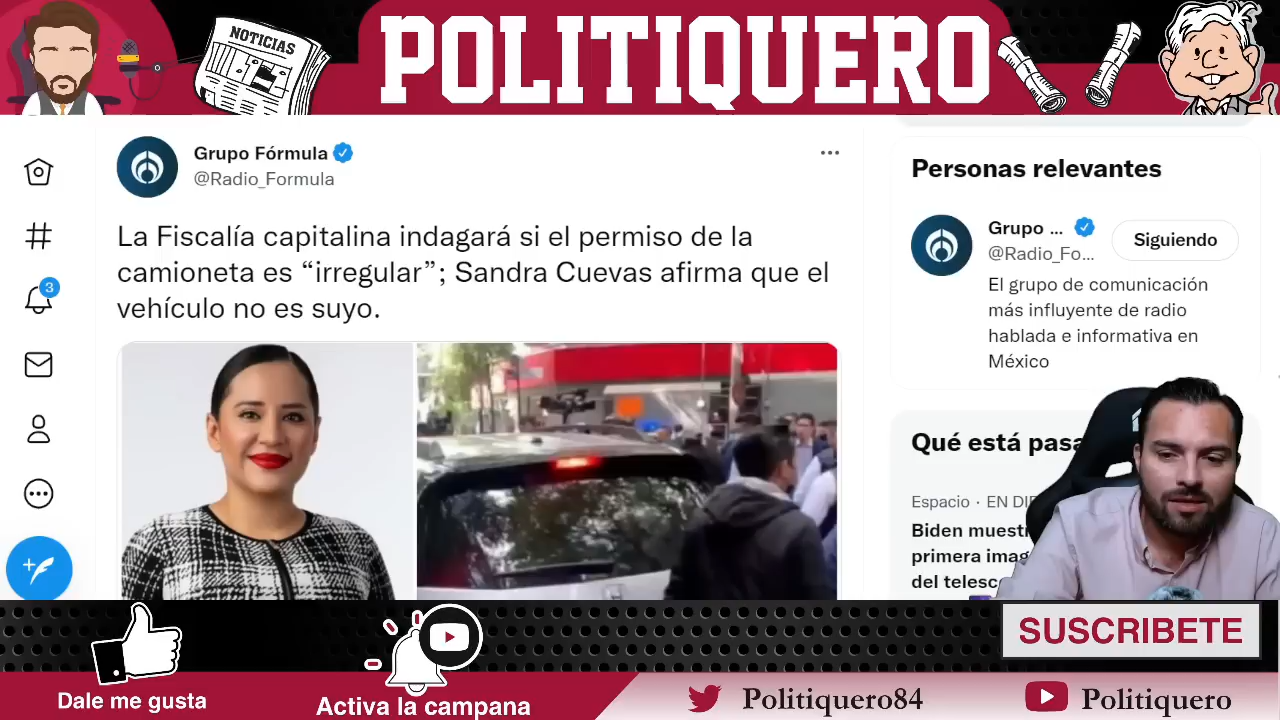 NOTICIAS
POLITIQUERO
Grupo Fórmula
@Radio_Formula
La Fiscalía capitalina indagará si el permiso de la
camioneta es “irregular”; Sandra Cuevas afirma que el
vehículo no es suyo.
3
Personas relevantes
Grupo ...
@Radio_Fo...
Siguiendo
El grupo de comunicación
más influyente de radio
hablada e informativa en
México
Qué está pasa
Espacio · EN DIR
Biden muestr
primera imag
del telesc
SUSCRIBETE
Dale me gusta
Activa la campana
Politiquero84
Politiquero